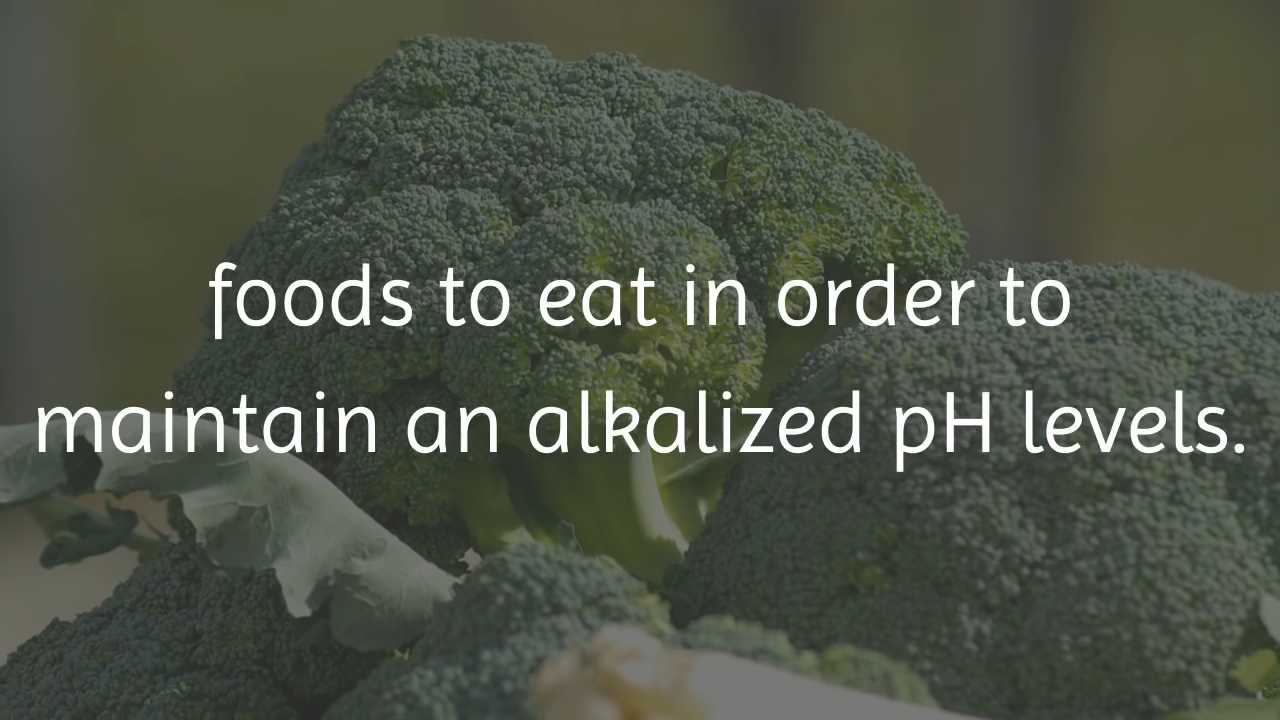 foods to eat in order to
maintain an alkalized pH levels.